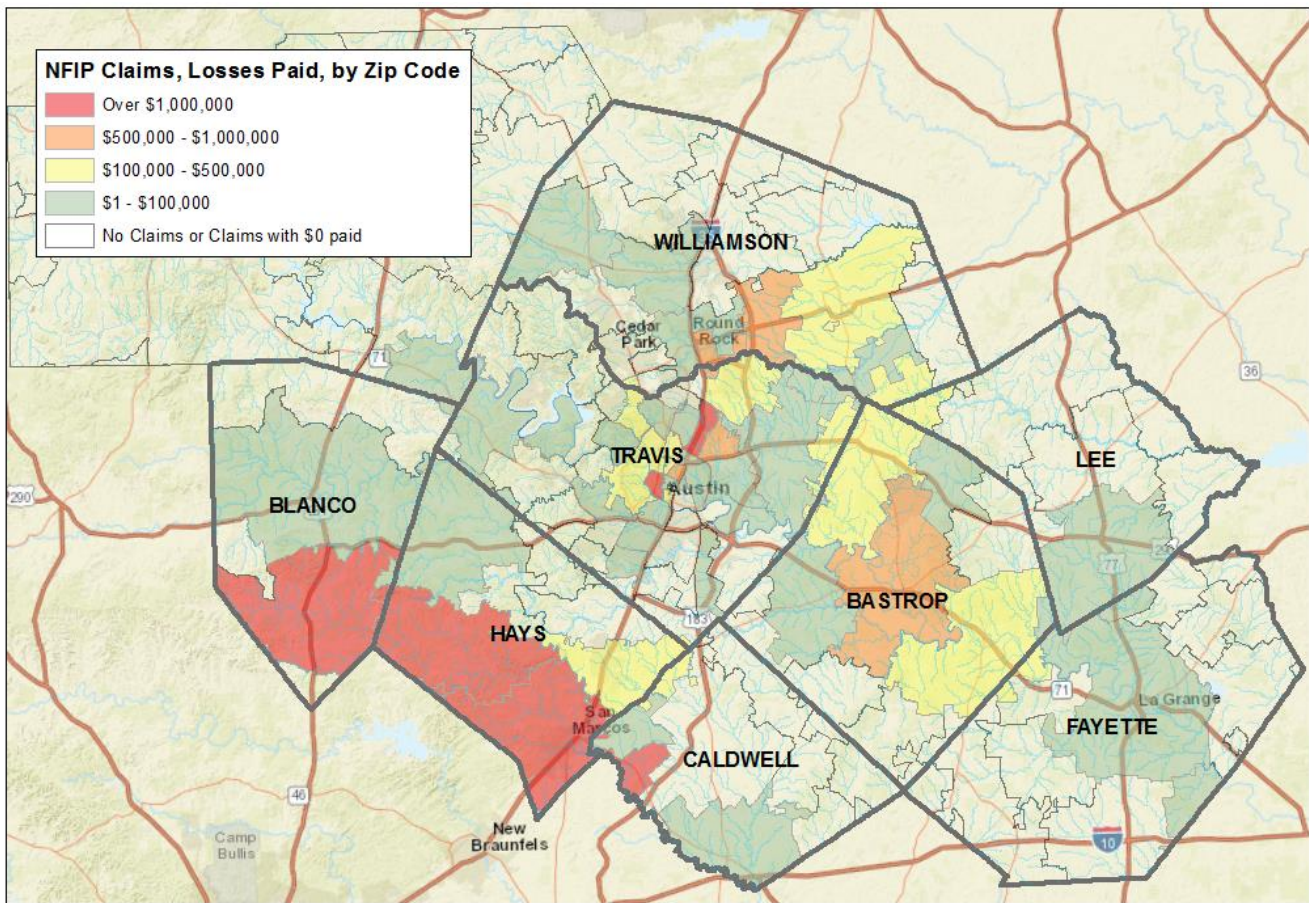 NFIP Claims, Losses Paid, by Zip Code
Over $1,000,000
$500,000 - $1,000,000
$100,000 - $500,000
$1 - $100,000
No Claims or Claims with $0 paid
WILLIAMSON
Cedar
Park
Round
Rock
71
36
TRAVIS
LEE
Austin
290
BLANCO
77
BASTROP
HAYS
183
71
La Grange
San
Marcos
FAYETTE
CALDWELL
46
New
Braunfels
Camp
Bullis
10